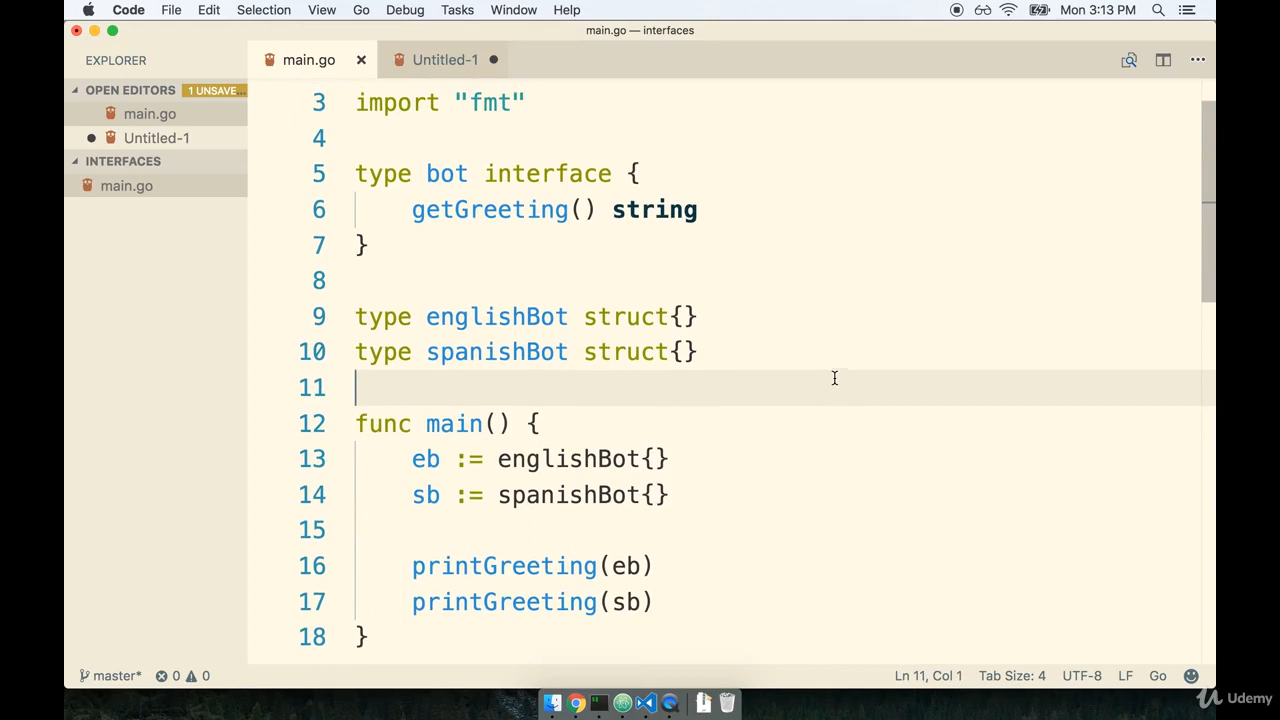 Code File Edit Selection View Go Debug Tasks Window Help Mon 3:13 PM
main.go — interfaces
EXPLORER main.go Untitled-1
OPEN EDITORS 1 UNSAVE...
main.go
Untitled-1
INTERFACES
main.go
3 import "fmt"
4
5 type bot interface {
6 getGreeting() string
7 }
8
9 type englishBot struct{}
10 type spanishBot struct{}
11
12 func main() {
13 eb := englishBot{}
14 sb := spanishBot{}
15
16 printGreeting(eb)
17 printGreeting(sb)
18 }
master* 0 0 Ln 11, Col 1 Tab Size: 4 UTF-8 LF Go
Udemy